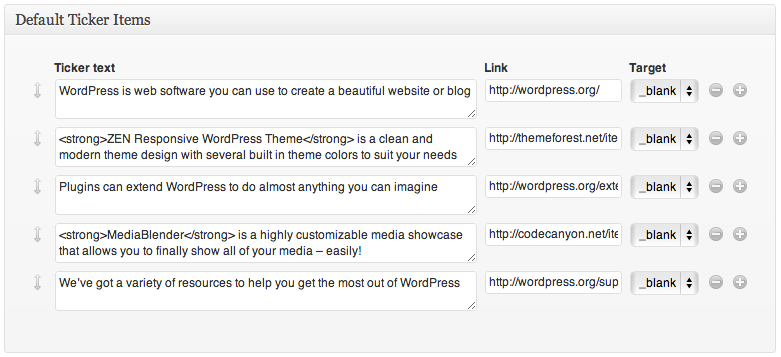 Default Ticker Items
Ticker text Link Target
WordPress is web software you can use to create a beautiful website or blog http://wordpress.org/ _blank
<strong>ZEN Responsive WordPress Theme</strong> is a clean and http://themeforest.net/ite _blank
modern theme design with several built in theme colors to suit your needs
Plugins can extend WordPress to do almost anything you can imagine http://wordpress.org/exte _blank
<strong>MediaBlender</strong> is a highly customizable media showcase http://codecanyon.net/ite _blank
that allows you to finally show all of your media – easily!
We've got a variety of resources to help you get the most out of WordPress http://wordpress.org/sup _blank